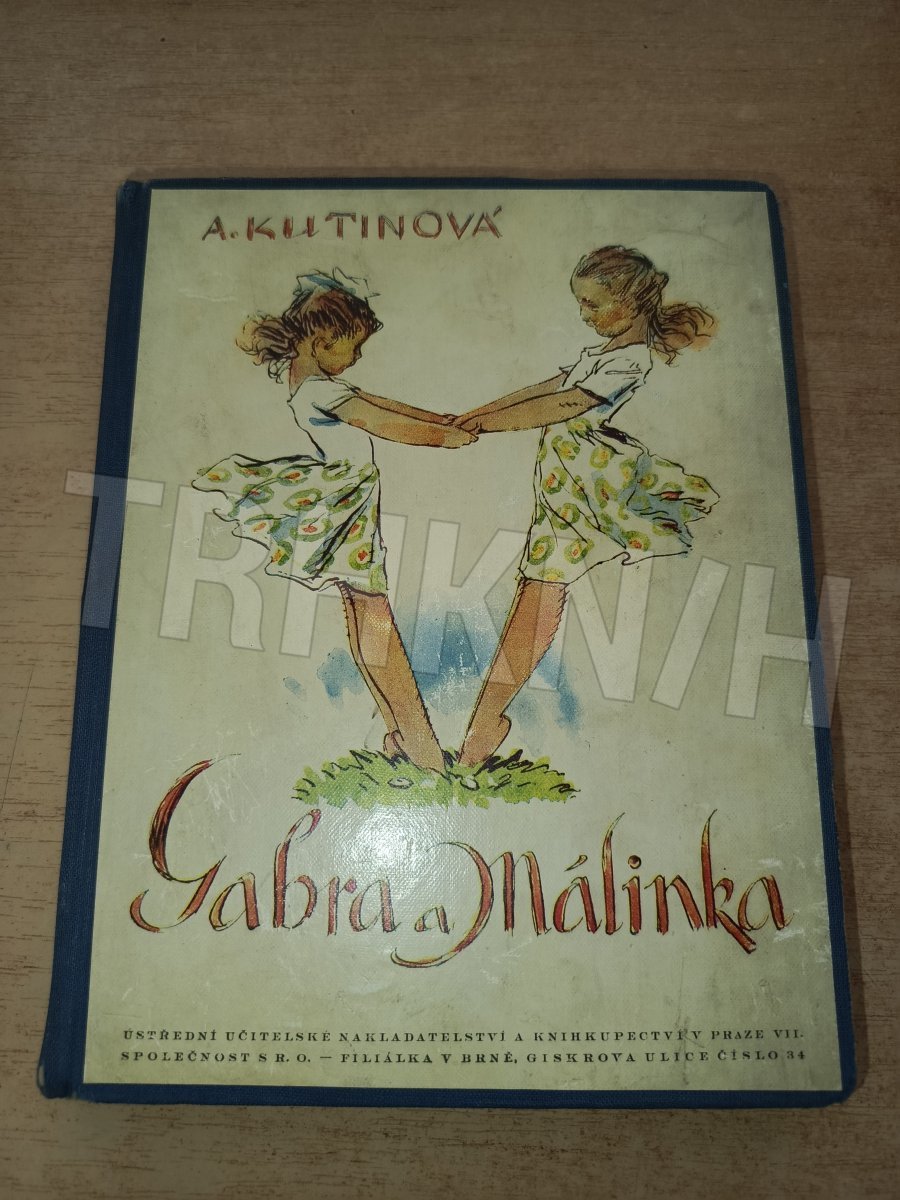 A. KUTINOVÁ
TRHKNIH
Gabra a Málinka
ÚSTŘEDNÍ UČITELSKÉ NAKLADATELSTVÍ A KNIHKUPECTVÍ V PRAZE VII.
SPOLEČNOST S R. O. — FILIÁLKA V BRNĚ, GISKROVA ULICE ČÍSLO 34